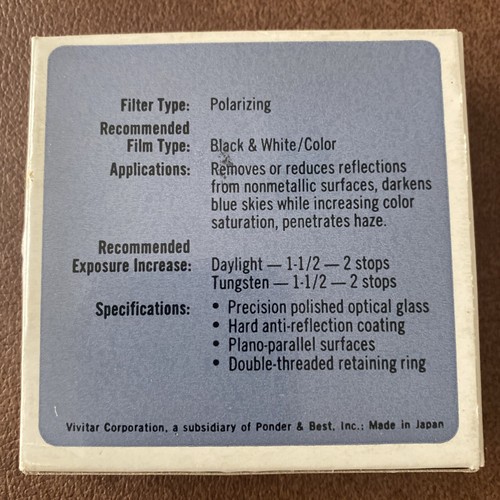 Filter Type: Polarizing
Recommended
Film Type: Black & White/Color
Applications: Removes or reduces reflections
from nonmetallic surfaces, darkens
blue skies while increasing color
saturation, penetrates haze.
Recommended
Exposure Increase: Daylight — 1-1/2 — 2 stops
Tungsten — 1-1/2 — 2 stops
Specifications: • Precision polished optical glass
• Hard anti-reflection coating
• Plano-parallel surfaces
• Double-threaded retaining ring
Vivitar Corporation, a subsidiary of Ponder & Best, Inc.; Made in Japan